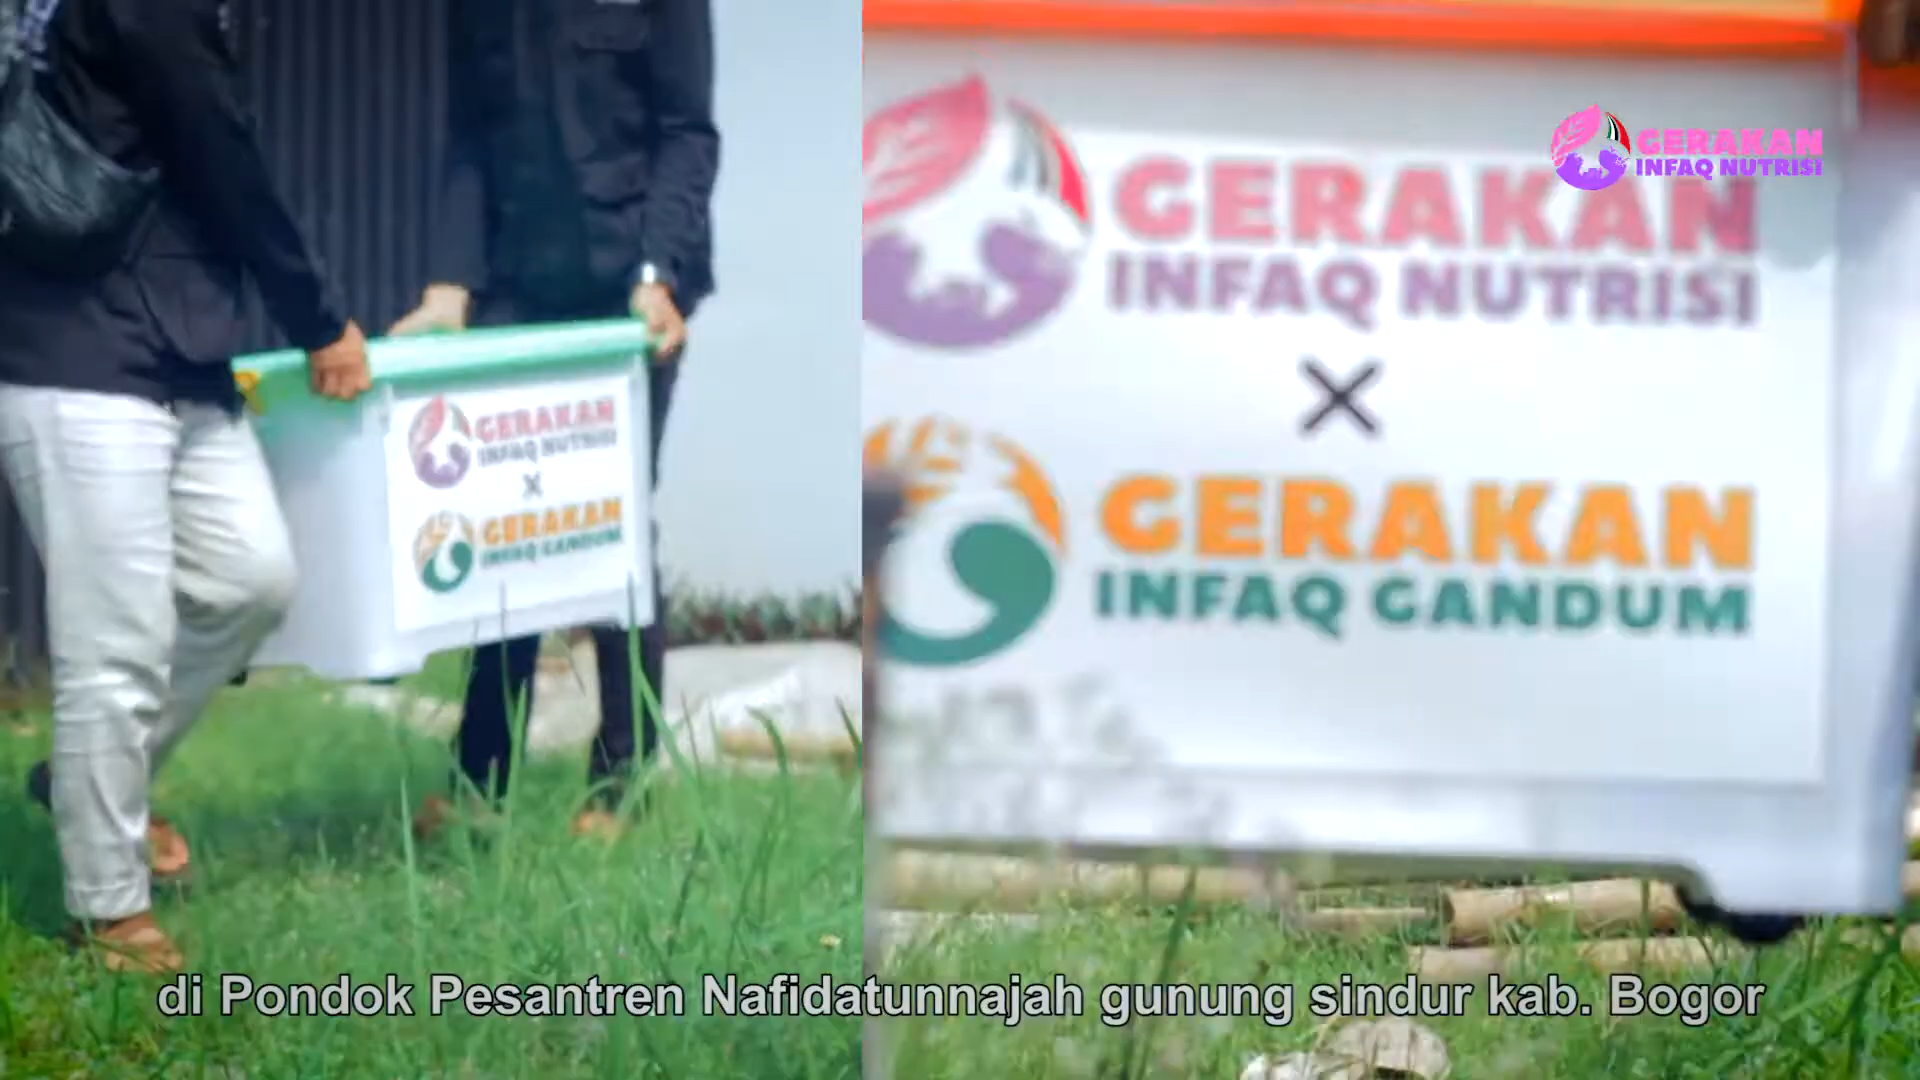 GERAKAN
INFAQ NUTRISI
X
GERAKAN
INFAQ GANDUM
GERAKAN
INFAQ NUTRISI
GERAKAN
INFAQ NUTRISI
X
GERAKAN
INFAQ GANDUM
di Pondok Pesantren Nafidatunnajah gunung sindur kab. Bogor